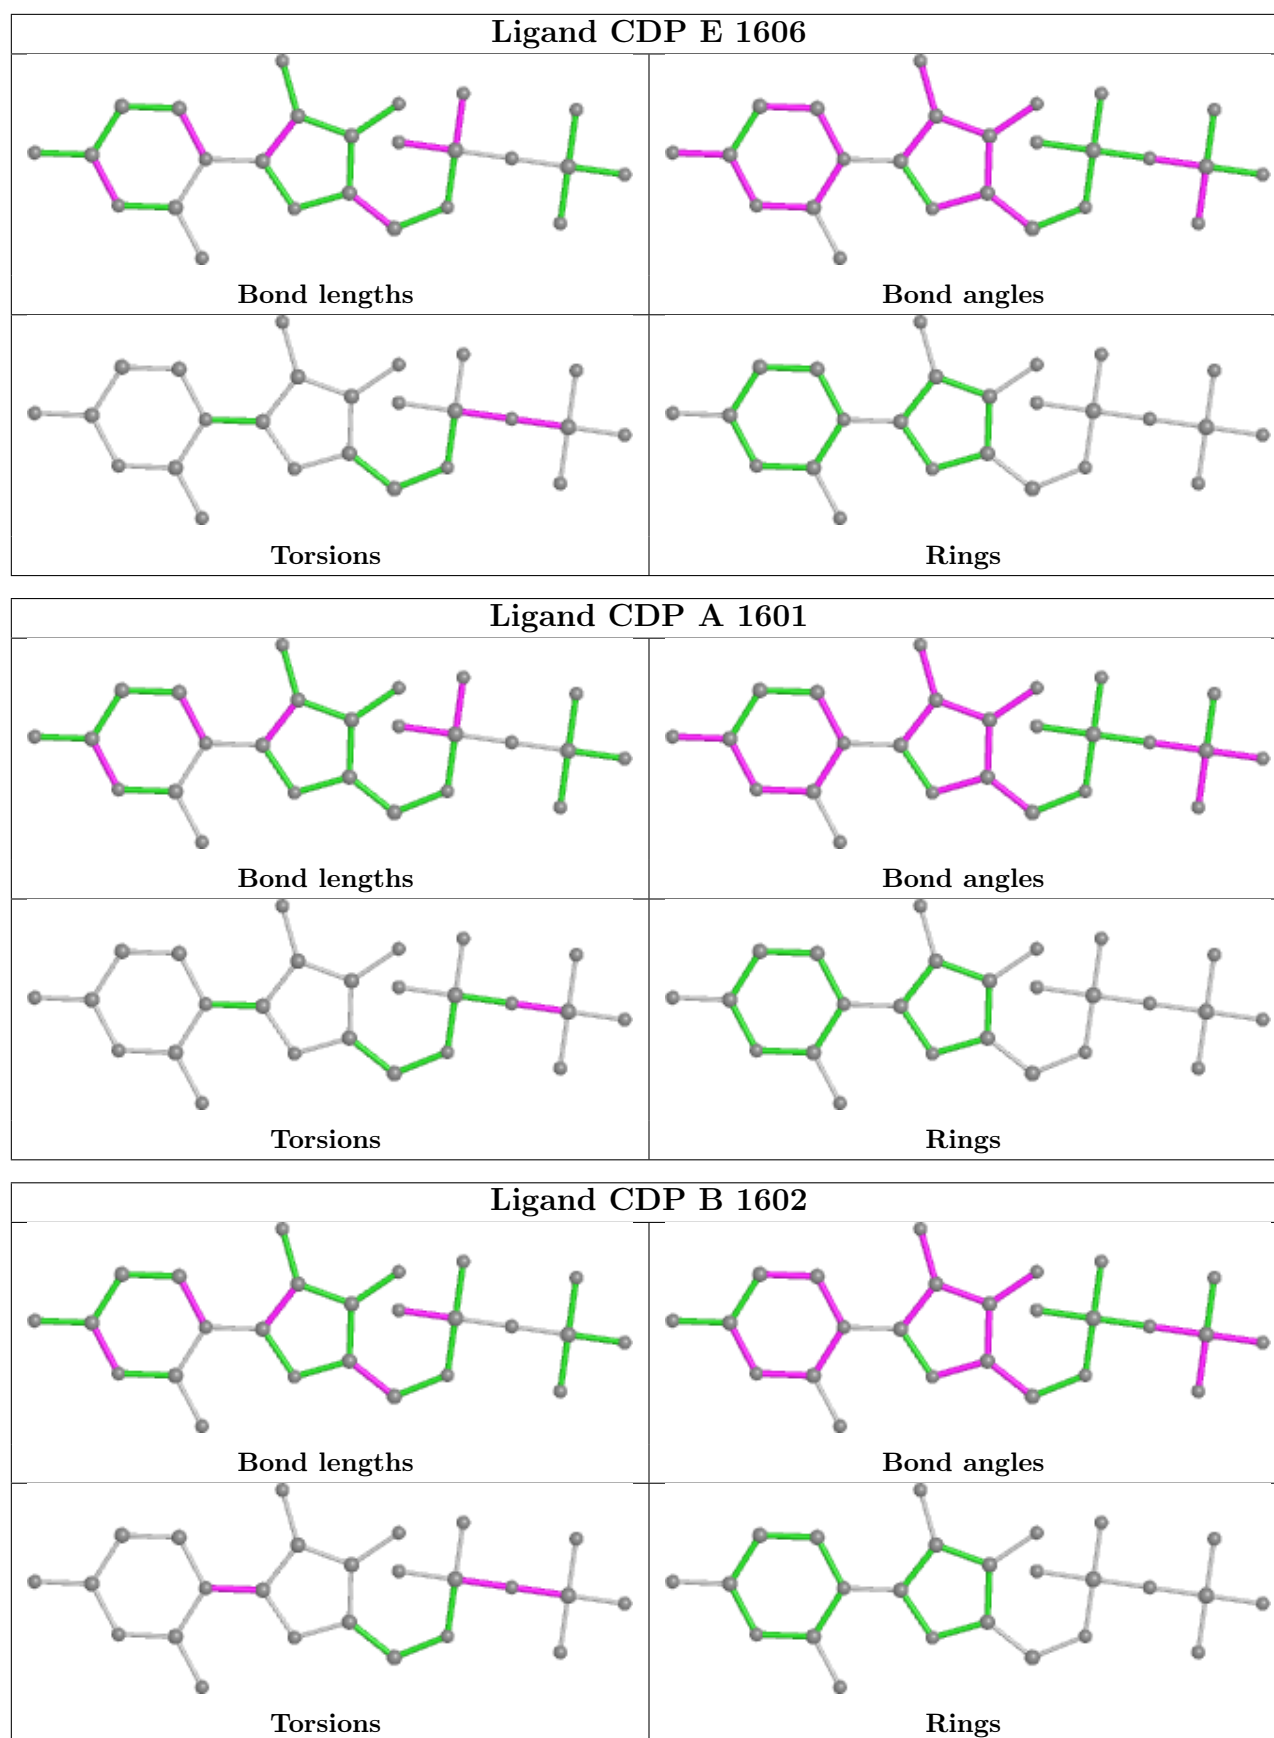 Ligand CDP E 1606
Bond lengths
Bond angles
Torsions
Rings
Ligand CDP A 1601
Bond lengths
Bond angles
Torsions
Rings
Ligand CDP B 1602
Bond lengths
Bond angles
Torsions
Rings